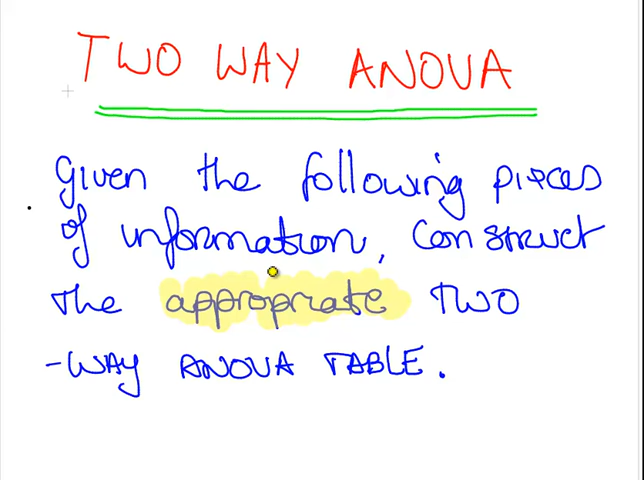 TWO WAY ANOVA
Given the following pieces
of information, construct
the appropriate TWO
-WAY ANOVA TABLE.